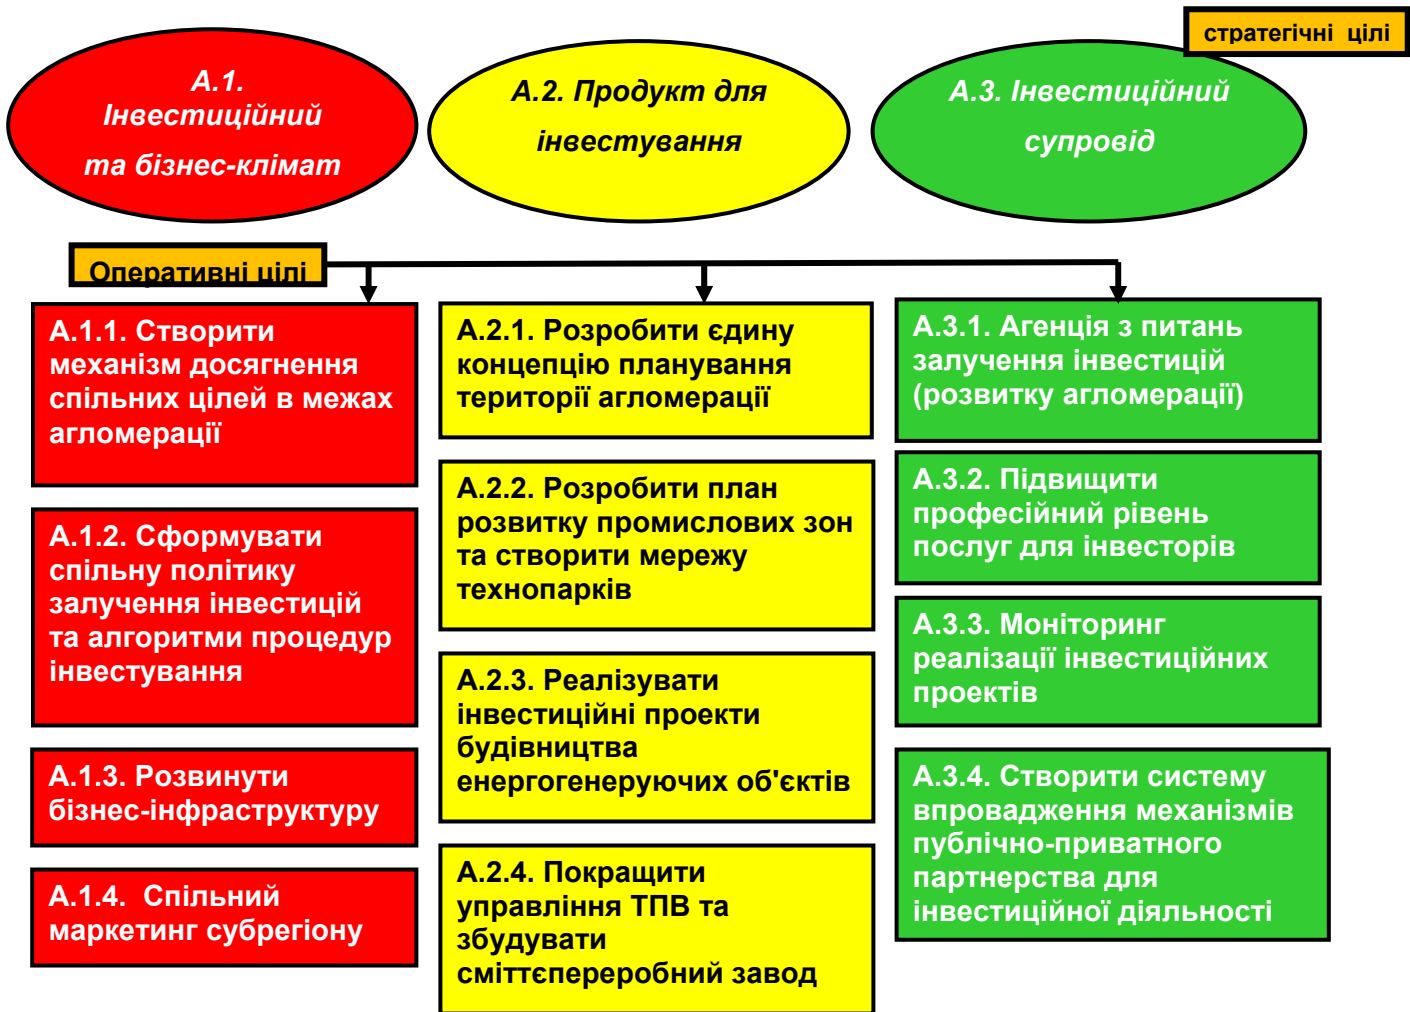 стратегічні цілі
А.1.
Інвестиційний
та бізнес-клімат
А.2. Продукт для
інвестування
А.3. Інвестиційний
супровід
Оперативні цілі
А.1.1. Створити
механізм досягнення
спільних цілей в межах
агломерації
А.1.2. Сформувати
спільну політику
залучення інвестицій
та алгоритми процедур
інвестування
А.1.3. Розвинути
бізнес-інфраструктуру
А.1.4. Спільний
маркетинг субрегіону
А.2.1. Розробити єдину
концепцію планування
території агломерації
А.2.2. Розробити план
розвитку промислових зон
та створити мережу
технопарків
А.2.3. Реалізувати
інвестиційні проекти
будівництва
енергогенеруючих об'єктів
А.2.4. Покращити
управління ТПВ та
збудувати
сміттєпереробний завод
А.3.1. Агенція з питань
залучення інвестицій
(розвитку агломерації)
А.3.2. Підвищити
професійний рівень
послуг для інвесторів
А.3.3. Моніторинг
реалізації інвестиційних
проектів
А.3.4. Створити систему
впровадження механізмів
публічно-приватного
партнерства для
інвестиційної діяльності